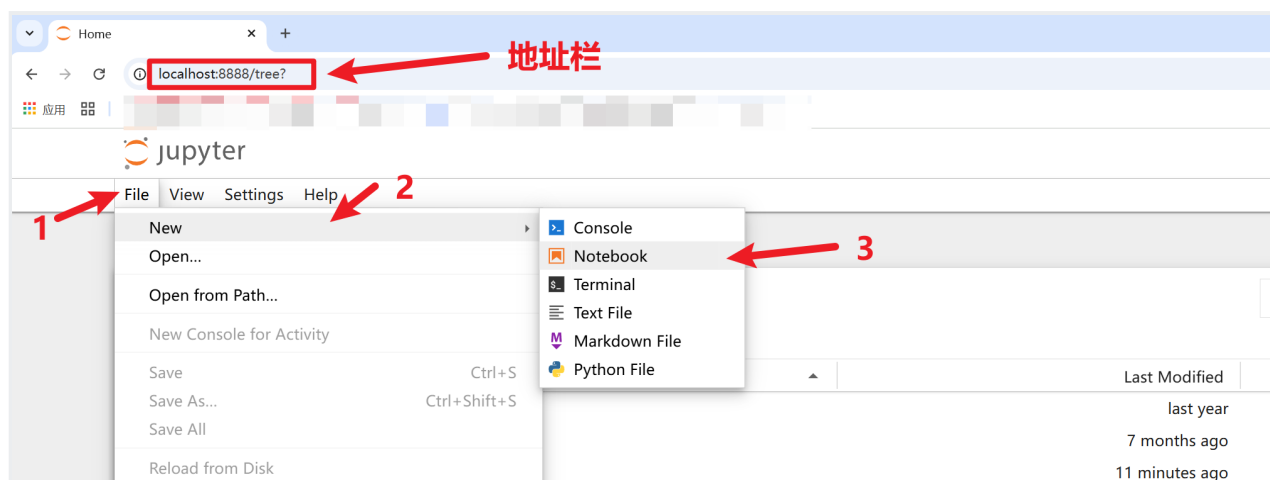 Home
地址栏
localhost:8888/tree?
应用
jupyter
File View Settings Help
1
2
New
Open...
Open from Path...
New Console for Activity
Save Ctrl+S
Save As... Ctrl+Shift+S
Save All
Reload from Disk
Console
Notebook
3
Terminal
Text File
Markdown File
Python File
Last Modified
last year
7 months ago
11 minutes ago